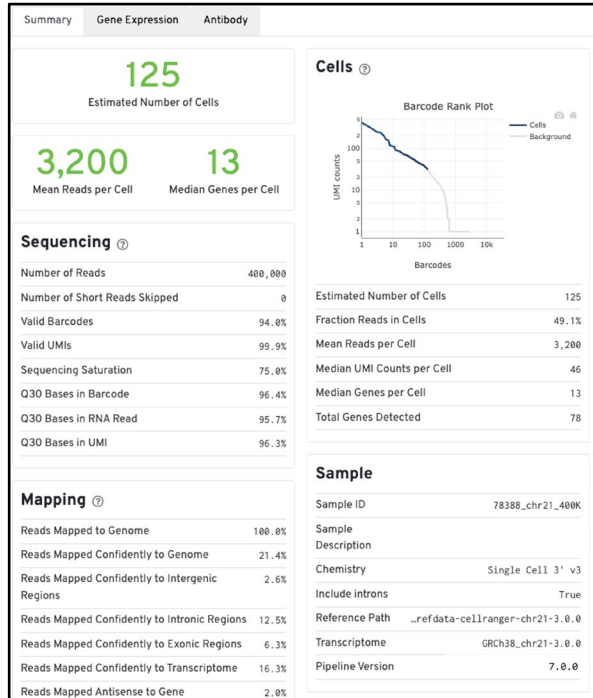 Summary
Gene Expression
Antibody
125
Estimated Number of Cells
3,200
Mean Reads per Cell
13
Median Genes per Cell
Sequencing ?
Number of Reads 400,000
Number of Short Reads Skipped 0
Valid Barcodes 94.0%
Valid UMIs 99.9%
Sequencing Saturation 75.0%
Q30 Bases in Barcode 96.4%
Q30 Bases in RNA Read 95.7%
Q30 Bases in UMI 96.3%
Mapping ?
Reads Mapped to Genome 100.0%
Reads Mapped Confidently to Genome 21.4%
Reads Mapped Confidently to Intergenic 2.6%
Regions
Reads Mapped Confidently to Intronic Regions 12.5%
Reads Mapped Confidently to Exonic Regions 6.3%
Reads Mapped Confidently to Transcriptome 16.3%
Reads Mapped Antisense to Gene 2.0%
Cells ?
Barcode Rank Plot
Cells
Background
UMI counts
5
2
100
5
2
10
5
2
1
1 10 100 1000 10k
Barcodes
Estimated Number of Cells 125
Fraction Reads in Cells 49.1%
Mean Reads per Cell 3,200
Median UMI Counts per Cell 46
Median Genes per Cell 13
Total Genes Detected 78
Sample
Sample ID 78388_chr21_400K
Sample
Description
Chemistry Single Cell 3' v3
Include introns True
Reference Path …refdata-cellranger-chr21-3.0.0
Transcriptome GRCh38_chr21-3.0.0
Pipeline Version 7.0.0